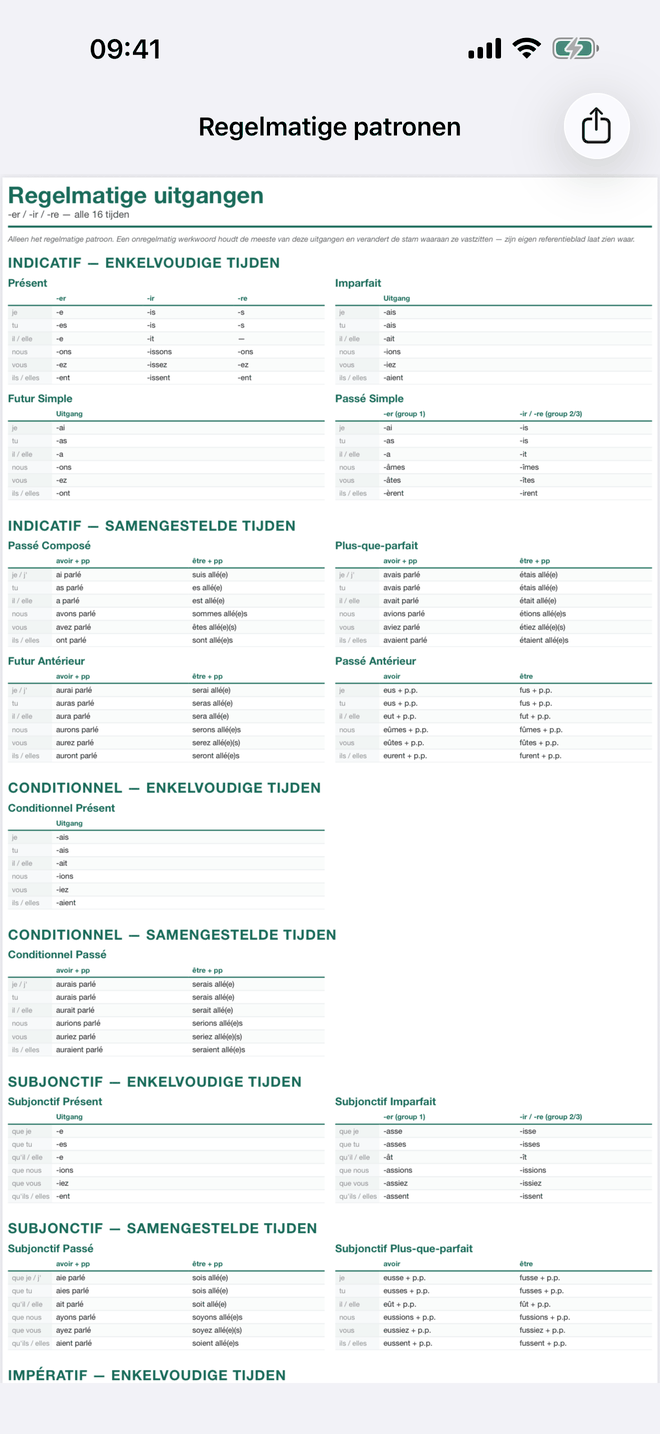 09:41
Regelmatige patronen
Regelmatige uitgangen
-er / -ir / -re — alle 16 tijden
Alleen het regelmatige patroon. Een onregelmatig werkwoord houdt de meeste van deze uitgangen en verandert de stam waaraan ze vastzitten — zijn eigen referentieblad laat zien waar.
INDICATIF — ENKELVOUDIGE TIJDEN
Présent
-er -ir -re
je -e -is -s
tu -es -is -s
il / elle -e -it —
nous -ons -issons -ons
vous -ez -issez -ez
ils / elles -ent -issent -ent
Imparfait
Uitgang
je -ais
tu -ais
il / elle -ait
nous -ions
vous -iez
ils / elles -aient
Futur Simple
Uitgang
je -ai
tu -as
il / elle -a
nous -ons
vous -ez
ils / elles -ont
Passé Simple
-er (group 1) -ir / -re (group 2/3)
je -ai -is
tu -as -is
il / elle -a -it
nous -âmes -îmes
vous -âtes -îtes
ils / elles -èrent -irent
INDICATIF — SAMENGESTELDE TIJDEN
Passé Composé
avoir + pp être + pp
je / j' ai parlé suis allé(e)
tu as parlé es allé(e)
il / elle a parlé est allé(e)
nous avons parlé sommes allé(e)s
vous avez parlé êtes allé(e)(s)
ils / elles ont parlé sont allé(e)s
Plus-que-parfait
avoir + pp être + pp
je / j' avais parlé étais allé(e)
tu avais parlé étais allé(e)
il / elle avait parlé était allé(e)
nous avions parlé étions allé(e)s
vous aviez parlé étiez allé(e)(s)
ils / elles avaient parlé étaient allé(e)s
Futur Antérieur
avoir + pp être + pp
je / j' aurai parlé serai allé(e)
tu auras parlé seras allé(e)
il / elle aura parlé sera allé(e)
nous aurons parlé serons allé(e)s
vous aurez parlé serez allé(e)(s)
ils / elles auront parlé seront allé(e)s
Passé Antérieur
avoir être
je eus + p.p. fus + p.p.
tu eus + p.p. fus + p.p.
il / elle eut + p.p. fut + p.p.
nous eûmes + p.p. fûmes + p.p.
vous eûtes + p.p. fûtes + p.p.
ils / elles eurent + p.p. furent + p.p.
CONDITIONNEL — ENKELVOUDIGE TIJDEN
Conditionnel Présent
Uitgang
je -ais
tu -ais
il / elle -ait
nous -ions
vous -iez
ils / elles -aient
CONDITIONNEL — SAMENGESTELDE TIJDEN
Conditionnel Passé
avoir + pp être + pp
je / j' aurais parlé serais allé(e)
tu aurais parlé serais allé(e)
il / elle aurait parlé serait allé(e)
nous aurions parlé serions allé(e)s
vous auriez parlé seriez allé(e)(s)
ils / elles auraient parlé seraient allé(e)s
SUBJONCTIF — ENKELVOUDIGE TIJDEN
Subjonctif Présent
Uitgang
que je -e
que tu -es
qu'il / elle -e
que nous -ions
que vous -iez
qu'ils / elles -ent
Subjonctif Imparfait
-er (group 1) -ir / -re (group 2/3)
que je -asse -isse
que tu -asses -isses
qu'il / elle -ât -ît
que nous -assions -issions
que vous -assiez -issiez
qu'ils / elles -assent -issent
SUBJONCTIF — SAMENGESTELDE TIJDEN
Subjonctif Passé
avoir + pp être + pp
que je / j' aie parlé sois allé(e)
que tu aies parlé sois allé(e)
qu'il / elle ait parlé soit allé(e)
que nous ayons parlé soyons allé(e)s
que vous ayez parlé soyez allé(e)(s)
qu'ils / elles aient parlé soient allé(e)s
Subjonctif Plus-que-parfait
avoir être
je eusse + p.p. fusse + p.p.
tu eusses + p.p. fusses + p.p.
il / elle eût + p.p. fût + p.p.
nous eussions + p.p. fussions + p.p.
vous eussiez + p.p. fussiez + p.p.
ils / elles eussent + p.p. fussent + p.p.
IMPÉRATIF — ENKELVOUDIGE TIJDEN